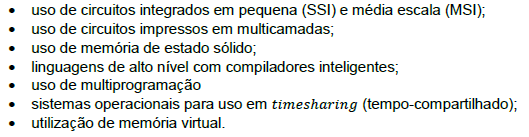 • uso de circuitos integrados em pequena (SSI) e média escala (MSI);
• uso de circuitos impressos em multicamadas;
• uso de memória de estado sólido;
• linguagens de alto nível com compiladores inteligentes;
• uso de multiprogramação
• sistemas operacionais para uso em timesharing (tempo-compartilhado);
• utilização de memória virtual.